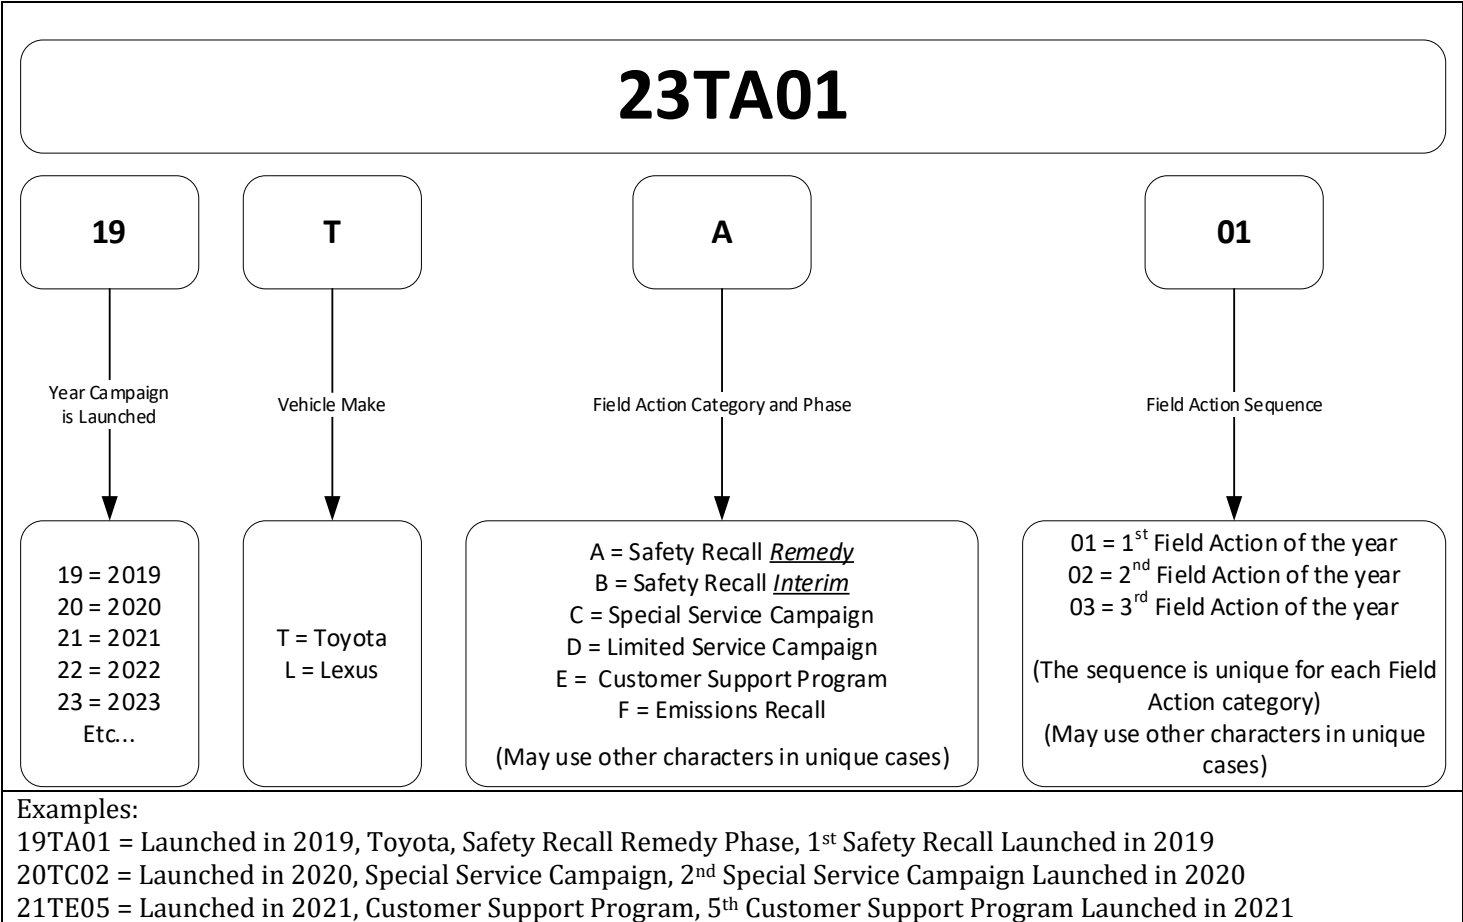 23TA01
19
T
A
01
Year Campaign
is Launched
Vehicle Make
Field Action Category and Phase
Field Action Sequence
19 = 2019
20 = 2020
21 = 2021
22 = 2022
23 = 2023
Etc...
T = Toyota
L = Lexus
A = Safety Recall Remedy
B = Safety Recall Interim
C = Special Service Campaign
D = Limited Service Campaign
E = Customer Support Program
F = Emissions Recall
(May use other characters in unique cases)
01 = 1st Field Action of the year
02 = 2nd Field Action of the year
03 = 3rd Field Action of the year
(The sequence is unique for each Field
Action category)
(May use other characters in unique
cases)
Examples:
19TA01 = Launched in 2019, Toyota, Safety Recall Remedy Phase, 1st Safety Recall Launched in 2019
20TC02 = Launched in 2020, Special Service Campaign, 2nd Special Service Campaign Launched in 2020
21TE05 = Launched in 2021, Customer Support Program, 5th Customer Support Program Launched in 2021